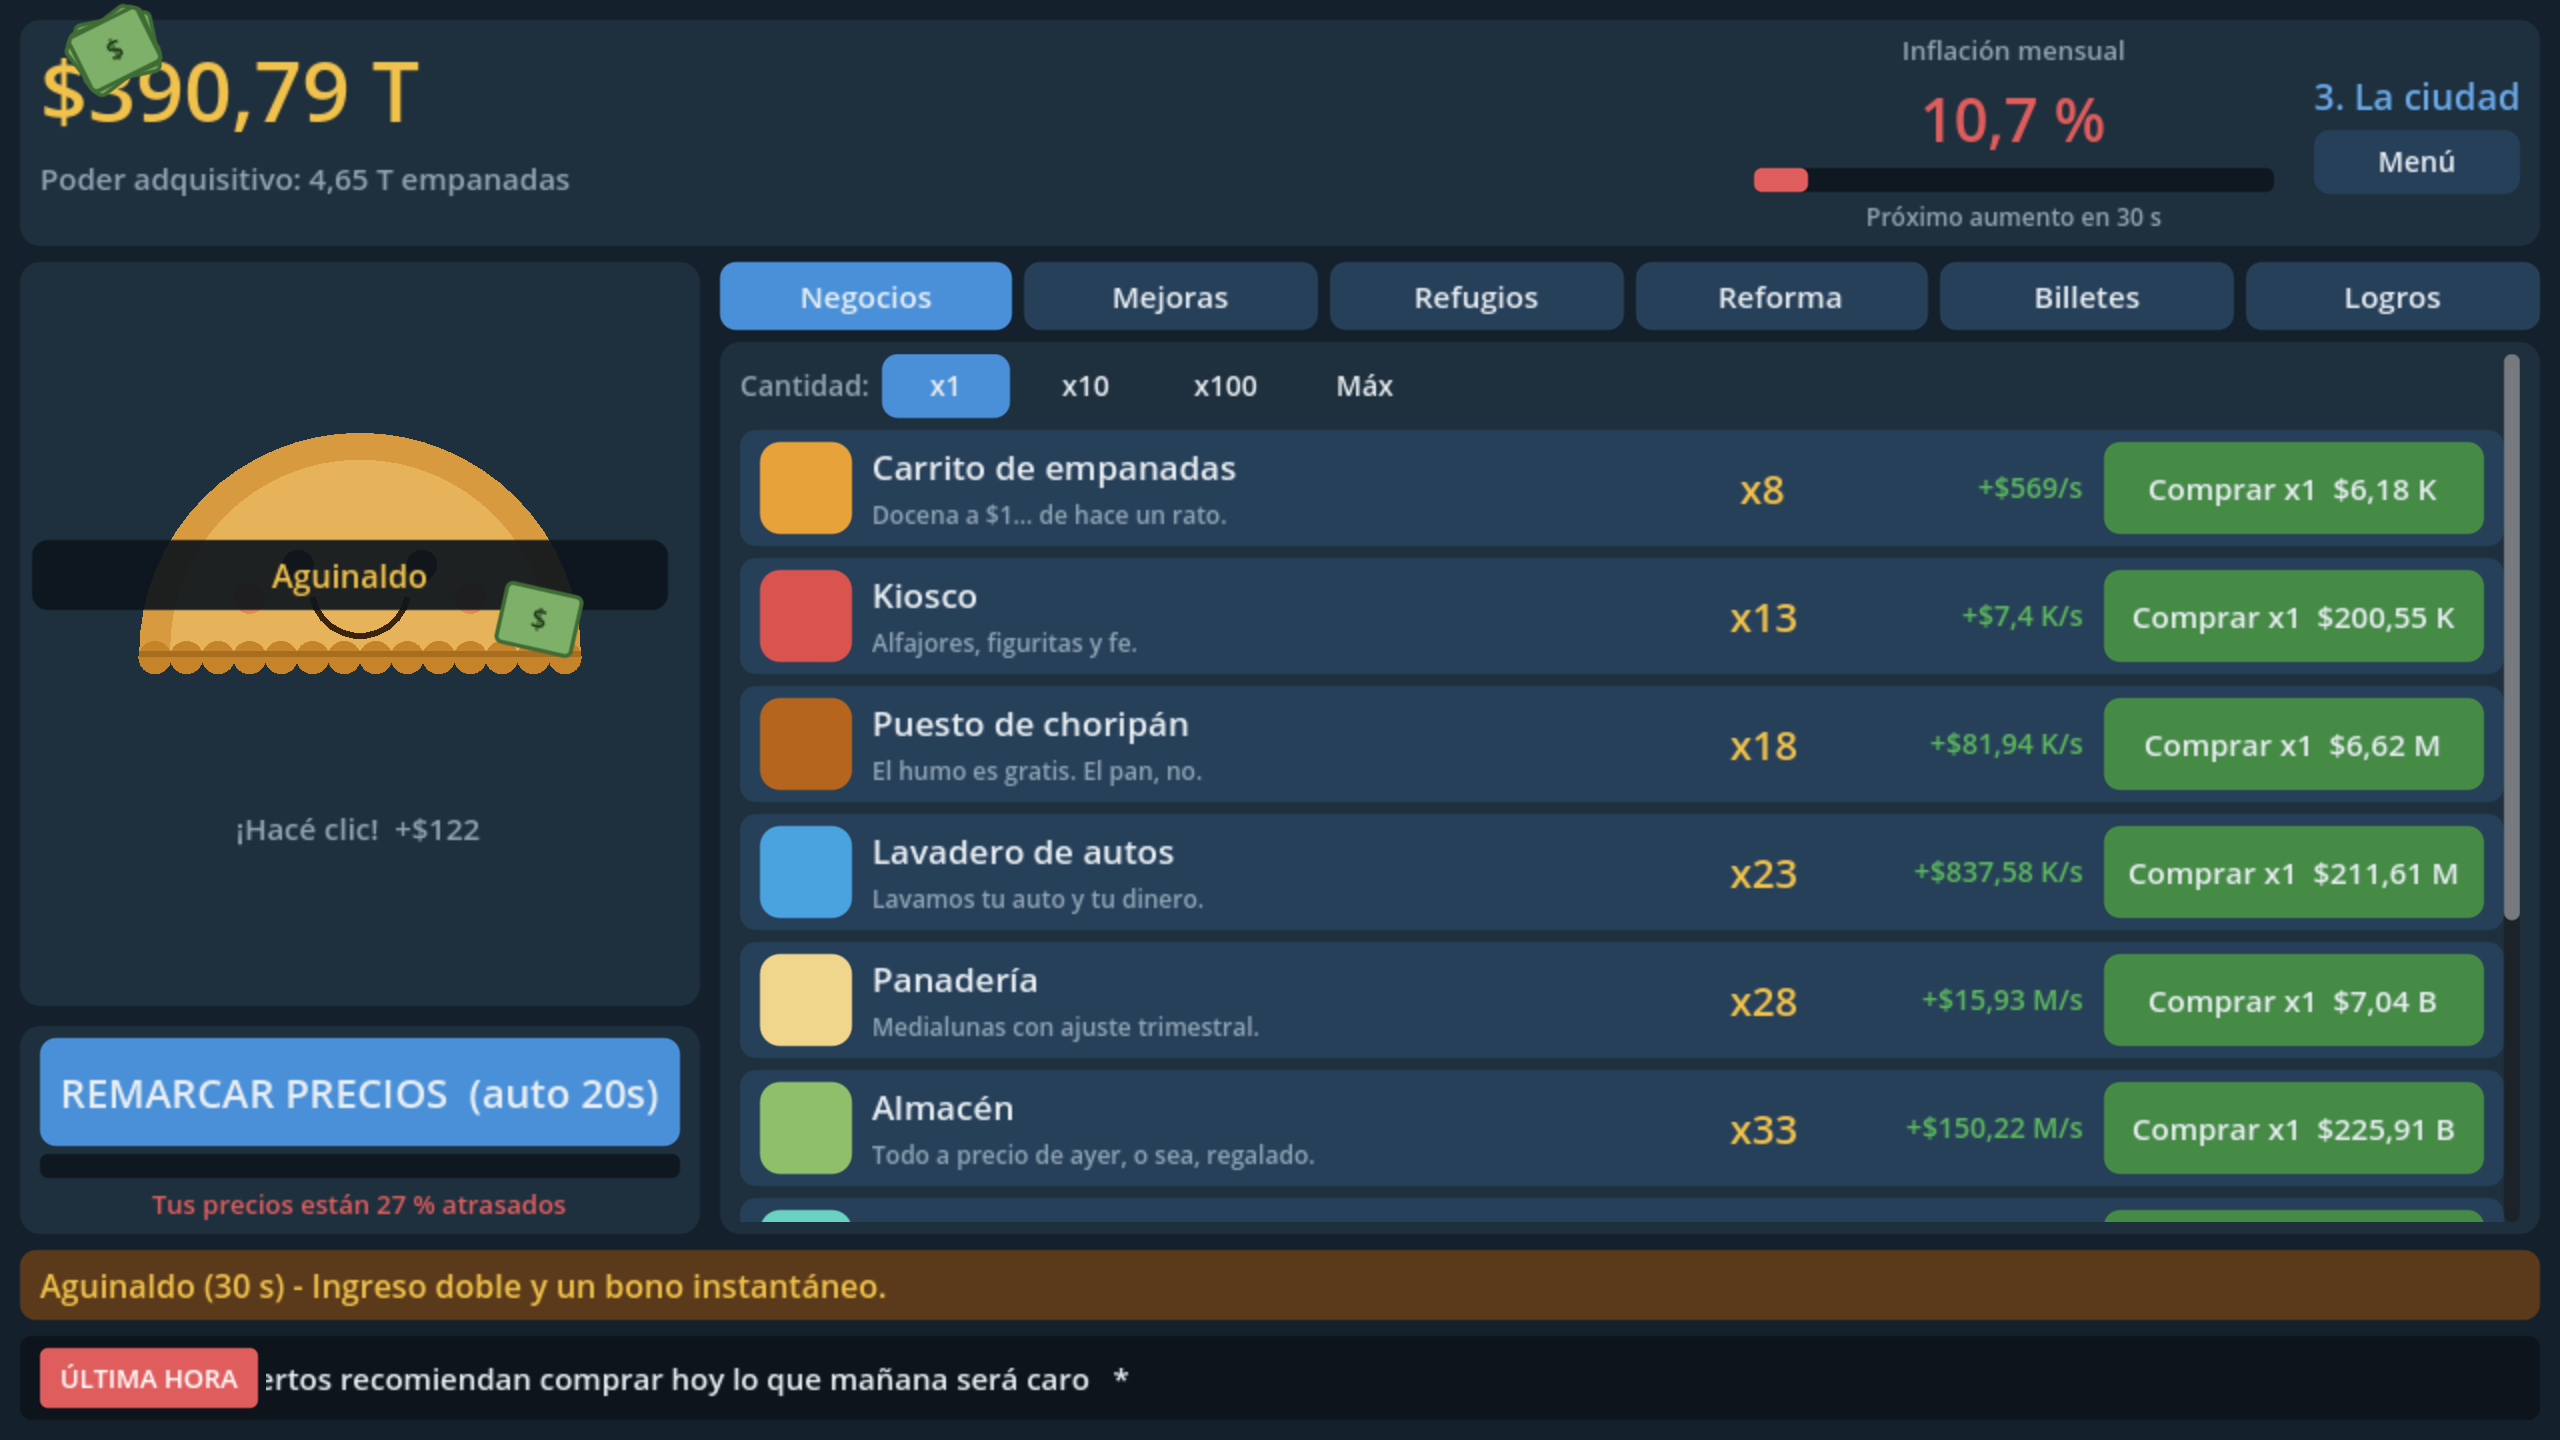 $390,79 T
Poder adquisitivo: 4,65 T empanadas
Inflación mensual
10,7 %
Próximo aumento en 30 s
3. La ciudad
Menú
$
Aguinaldo
$
¡Hacé clic! +$122
REMARCAR PRECIOS (auto 20s)
Tus precios están 27 % atrasados
Negocios
Mejoras
Refugios
Reforma
Billetes
Logros
Cantidad: x1 x10 x100 Máx
Carrito de empanadas
Docena a $1... de hace un rato.
x8
+$569/s
Comprar x1 $6,18 K
Kiosco
Alfajores, figuritas y fe.
x13
+$7,4 K/s
Comprar x1 $200,55 K
Puesto de choripán
El humo es gratis. El pan, no.
x18
+$81,94 K/s
Comprar x1 $6,62 M
Lavadero de autos
Lavamos tu auto y tu dinero.
x23
+$837,58 K/s
Comprar x1 $211,61 M
Panadería
Medialunas con ajuste trimestral.
x28
+$15,93 M/s
Comprar x1 $7,04 B
Almacén
Todo a precio de ayer, o sea, regalado.
x33
+$150,22 M/s
Comprar x1 $225,91 B
Aguinaldo (30 s) - Ingreso doble y un bono instantáneo.
ÚLTIMA HORA
ertos recomiendan comprar hoy lo que mañana será caro *